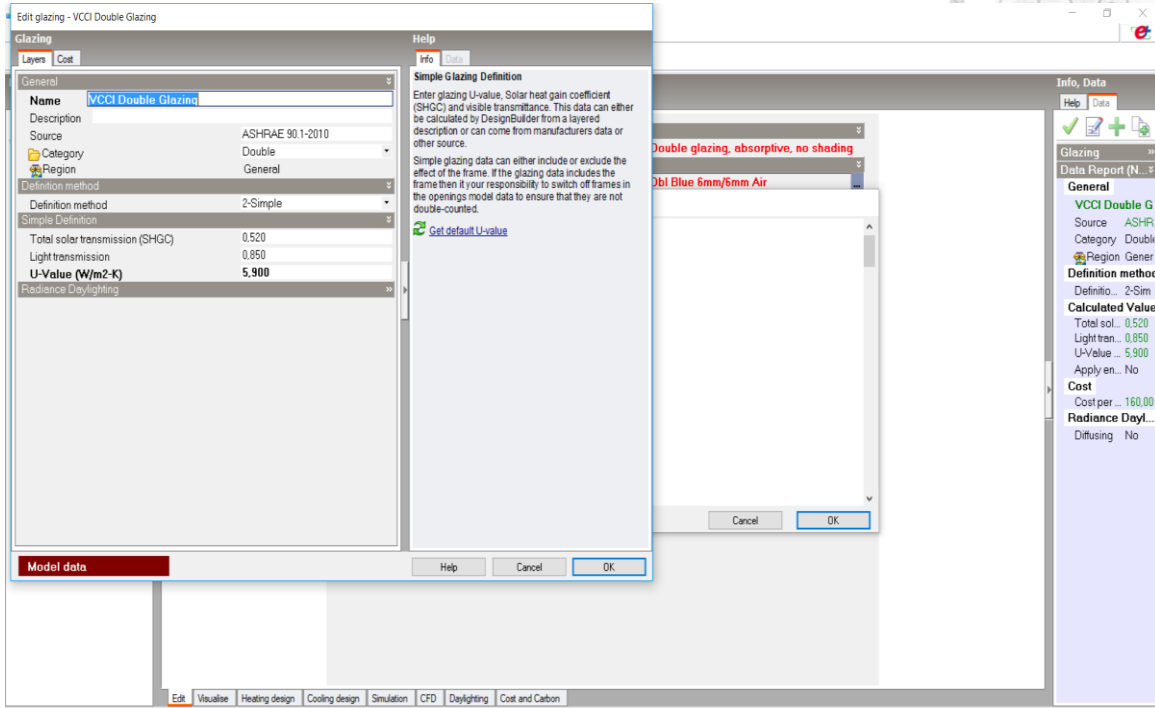 Edit glazing - VCCI Double Glazing
Glazing
Layers Cost
General
Name VCCI Double Glazing
Description
Source ASHRAE 90.1-2010
Category Double
Region General
Definition method
Definition method 2-Simple
Simple Definition
Total solar transmission (SHGC) 0,520
Light transmission 0,850
U-Value (W/m2-K) 5,900
Radiance Daylighting
Model data
Help
Info Data
Simple Glazing Definition
Enter glazing U-value, Solar heat gain coefficient
(SHGC) and visible transmittance. This data can either
be calculated by DesignBuilder from a layered
description or can come from manufacturers data or
other source.
Simple glazing data can either include or exclude the
effect of the frame. If the glazing data includes the
frame then it your responsibility to switch off frames in
the openings model data to ensure that they are not
double-counted.
Get default U-value
Help Cancel OK
Double glazing, absorptive, no shading
Dbl Blue 6mm/6mm Air
Cancel OK
Info, Data
Help Data
Glazing
Data Report (N...
General
VCCI Double G
Source ASHR
Category Double
Region Gener
Definition method
Definitio... 2-Sim
Calculated Value
Total sol... 0,520
Light tran... 0,850
U-Value ... 5,900
Apply en... No
Cost
Cost per ... 160,00
Radiance Dayl...
Diffusing No
Edit Visualise Heating design Cooling design Simulation CFD Daylighting Cost and Carbon